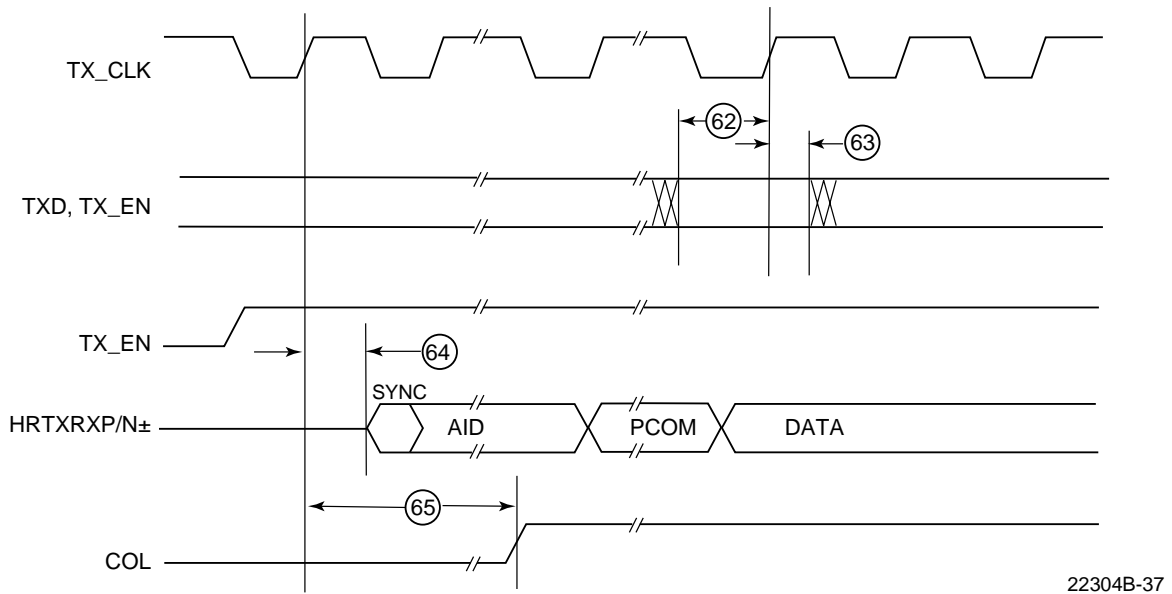 TX_CLK
62
63
TXD, TX_EN
TX_EN
64
SYNC
HRTXRXP/N±
AID
PCOM
DATA
65
COL
22304B-37